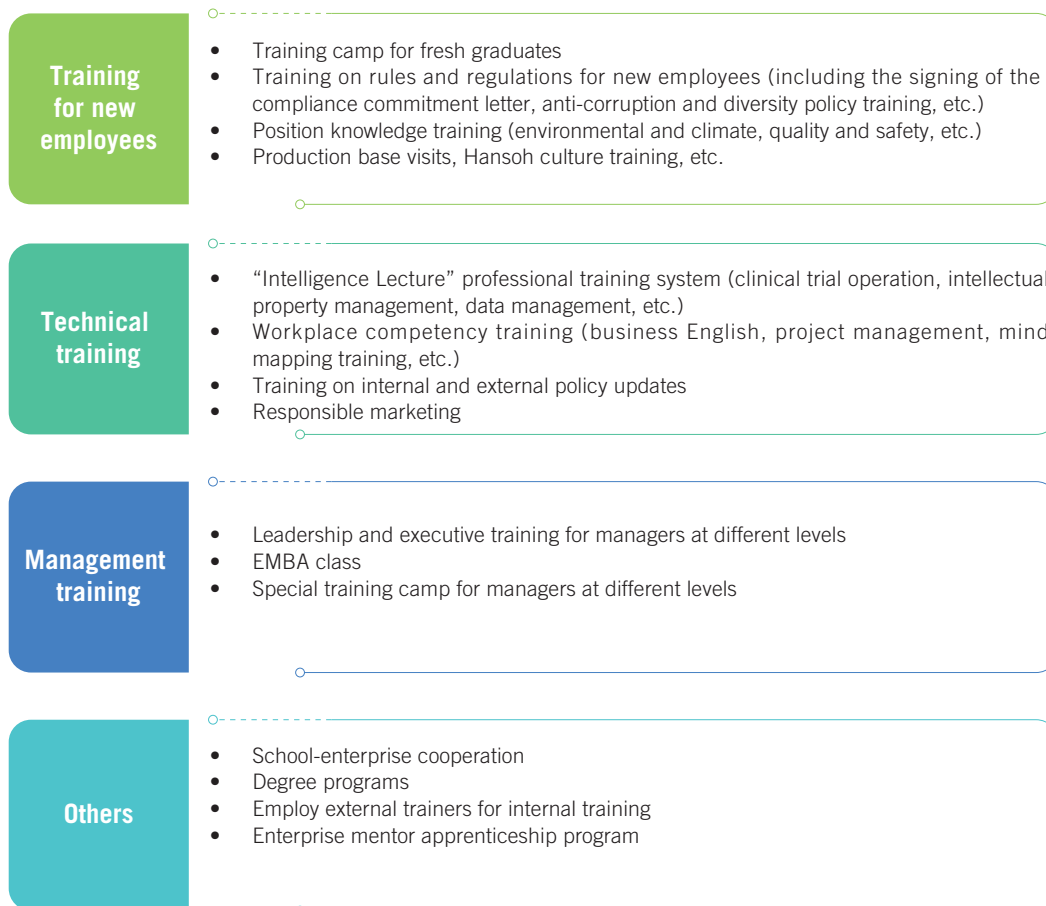 Training
for new
employees
• Training camp for fresh graduates
• Training on rules and regulations for new employees (including the signing of the
compliance commitment letter, anti-corruption and diversity policy training, etc.)
• Position knowledge training (environmental and climate, quality and safety, etc.)
• Production base visits, Hansoh culture training, etc.
Technical
training
• “Intelligence Lecture” professional training system (clinical trial operation, intellectual
property management, data management, etc.)
• Workplace competency training (business English, project management, mind
mapping training, etc.)
• Training on internal and external policy updates
• Responsible marketing
Management
training
• Leadership and executive training for managers at different levels
• EMBA class
• Special training camp for managers at different levels
Others
• School-enterprise cooperation
• Degree programs
• Employ external trainers for internal training
• Enterprise mentor apprenticeship program